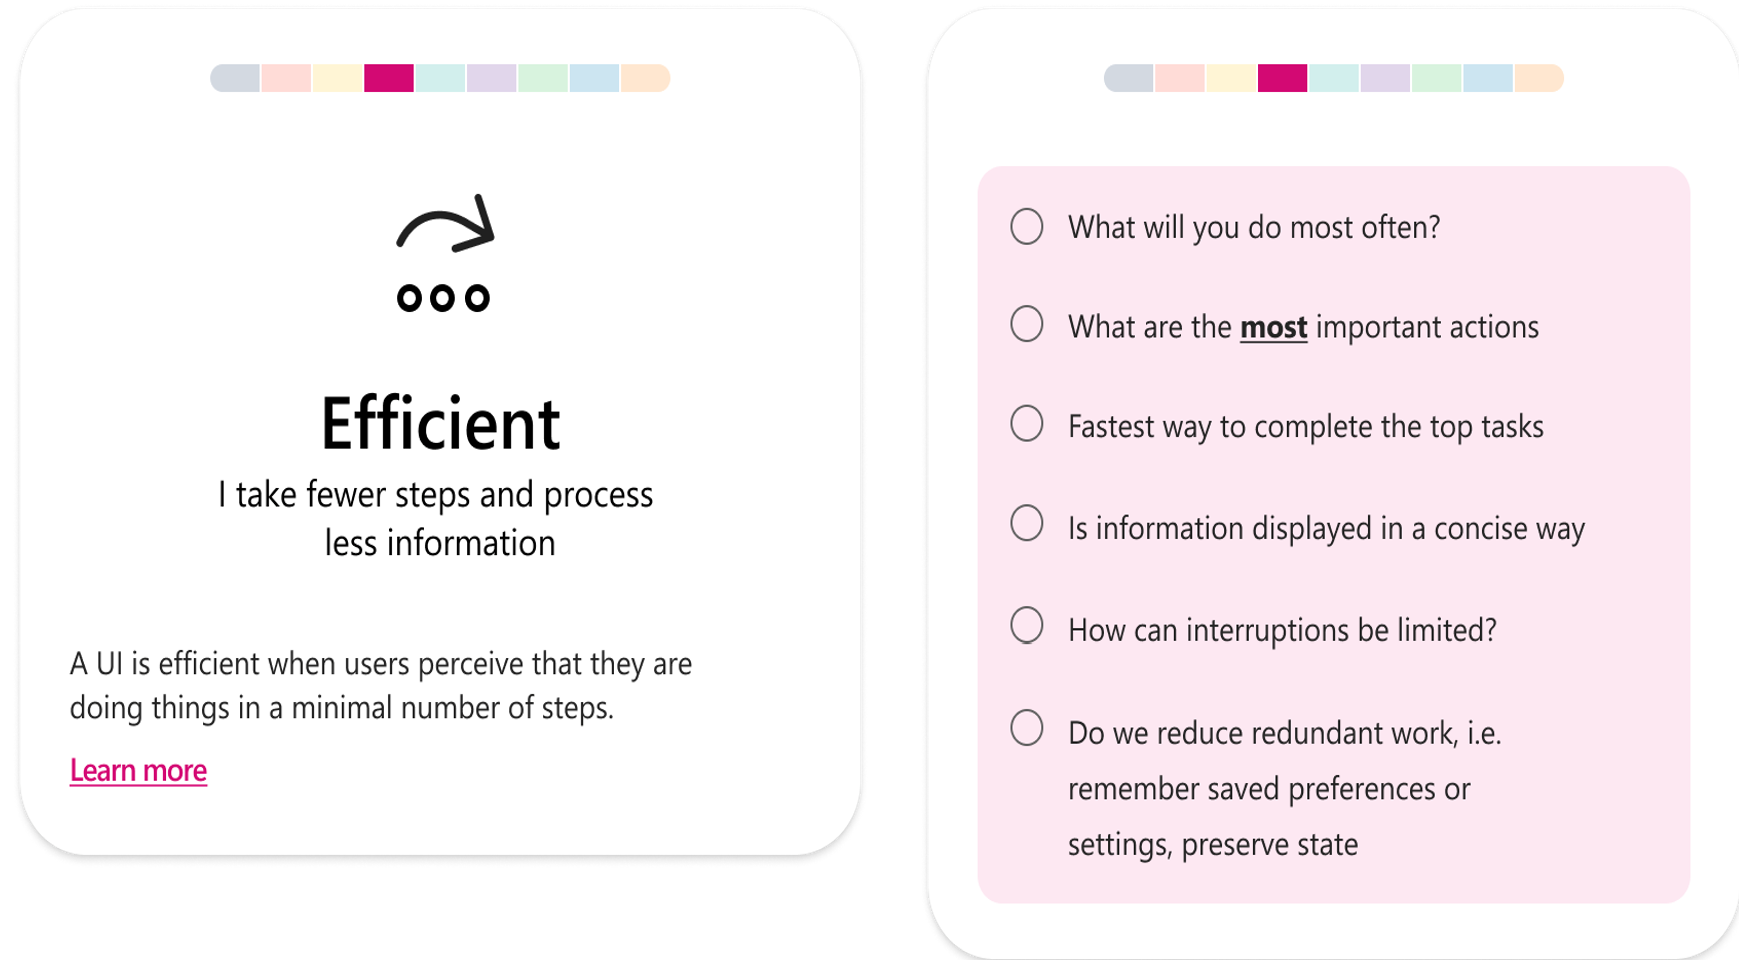 Efficient
I take fewer steps and process
less information
A UI is efficient when users perceive that they are
doing things in a minimal number of steps.
Learn more
What will you do most often?
What are the most important actions
Fastest way to complete the top tasks
Is information displayed in a concise way
How can interruptions be limited?
Do we reduce redundant work, i.e.
remember saved preferences or
settings, preserve state